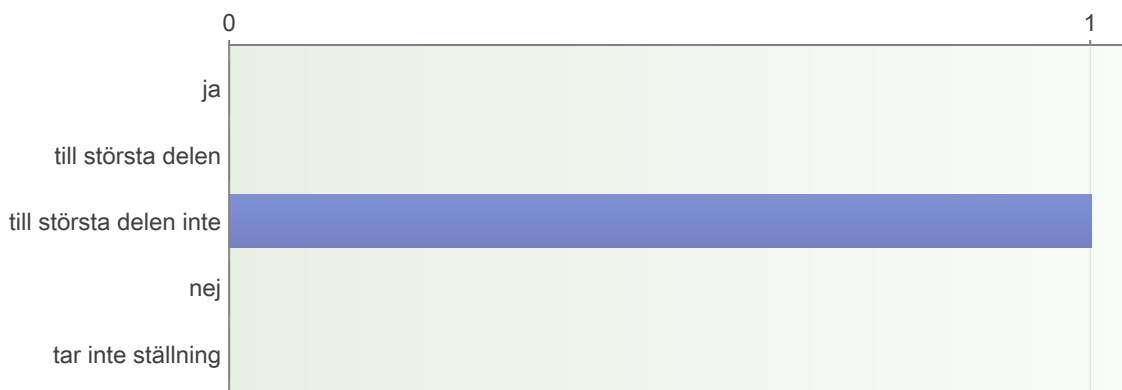 0 1
ja
till största delen
till största delen inte
nej
tar inte ställning